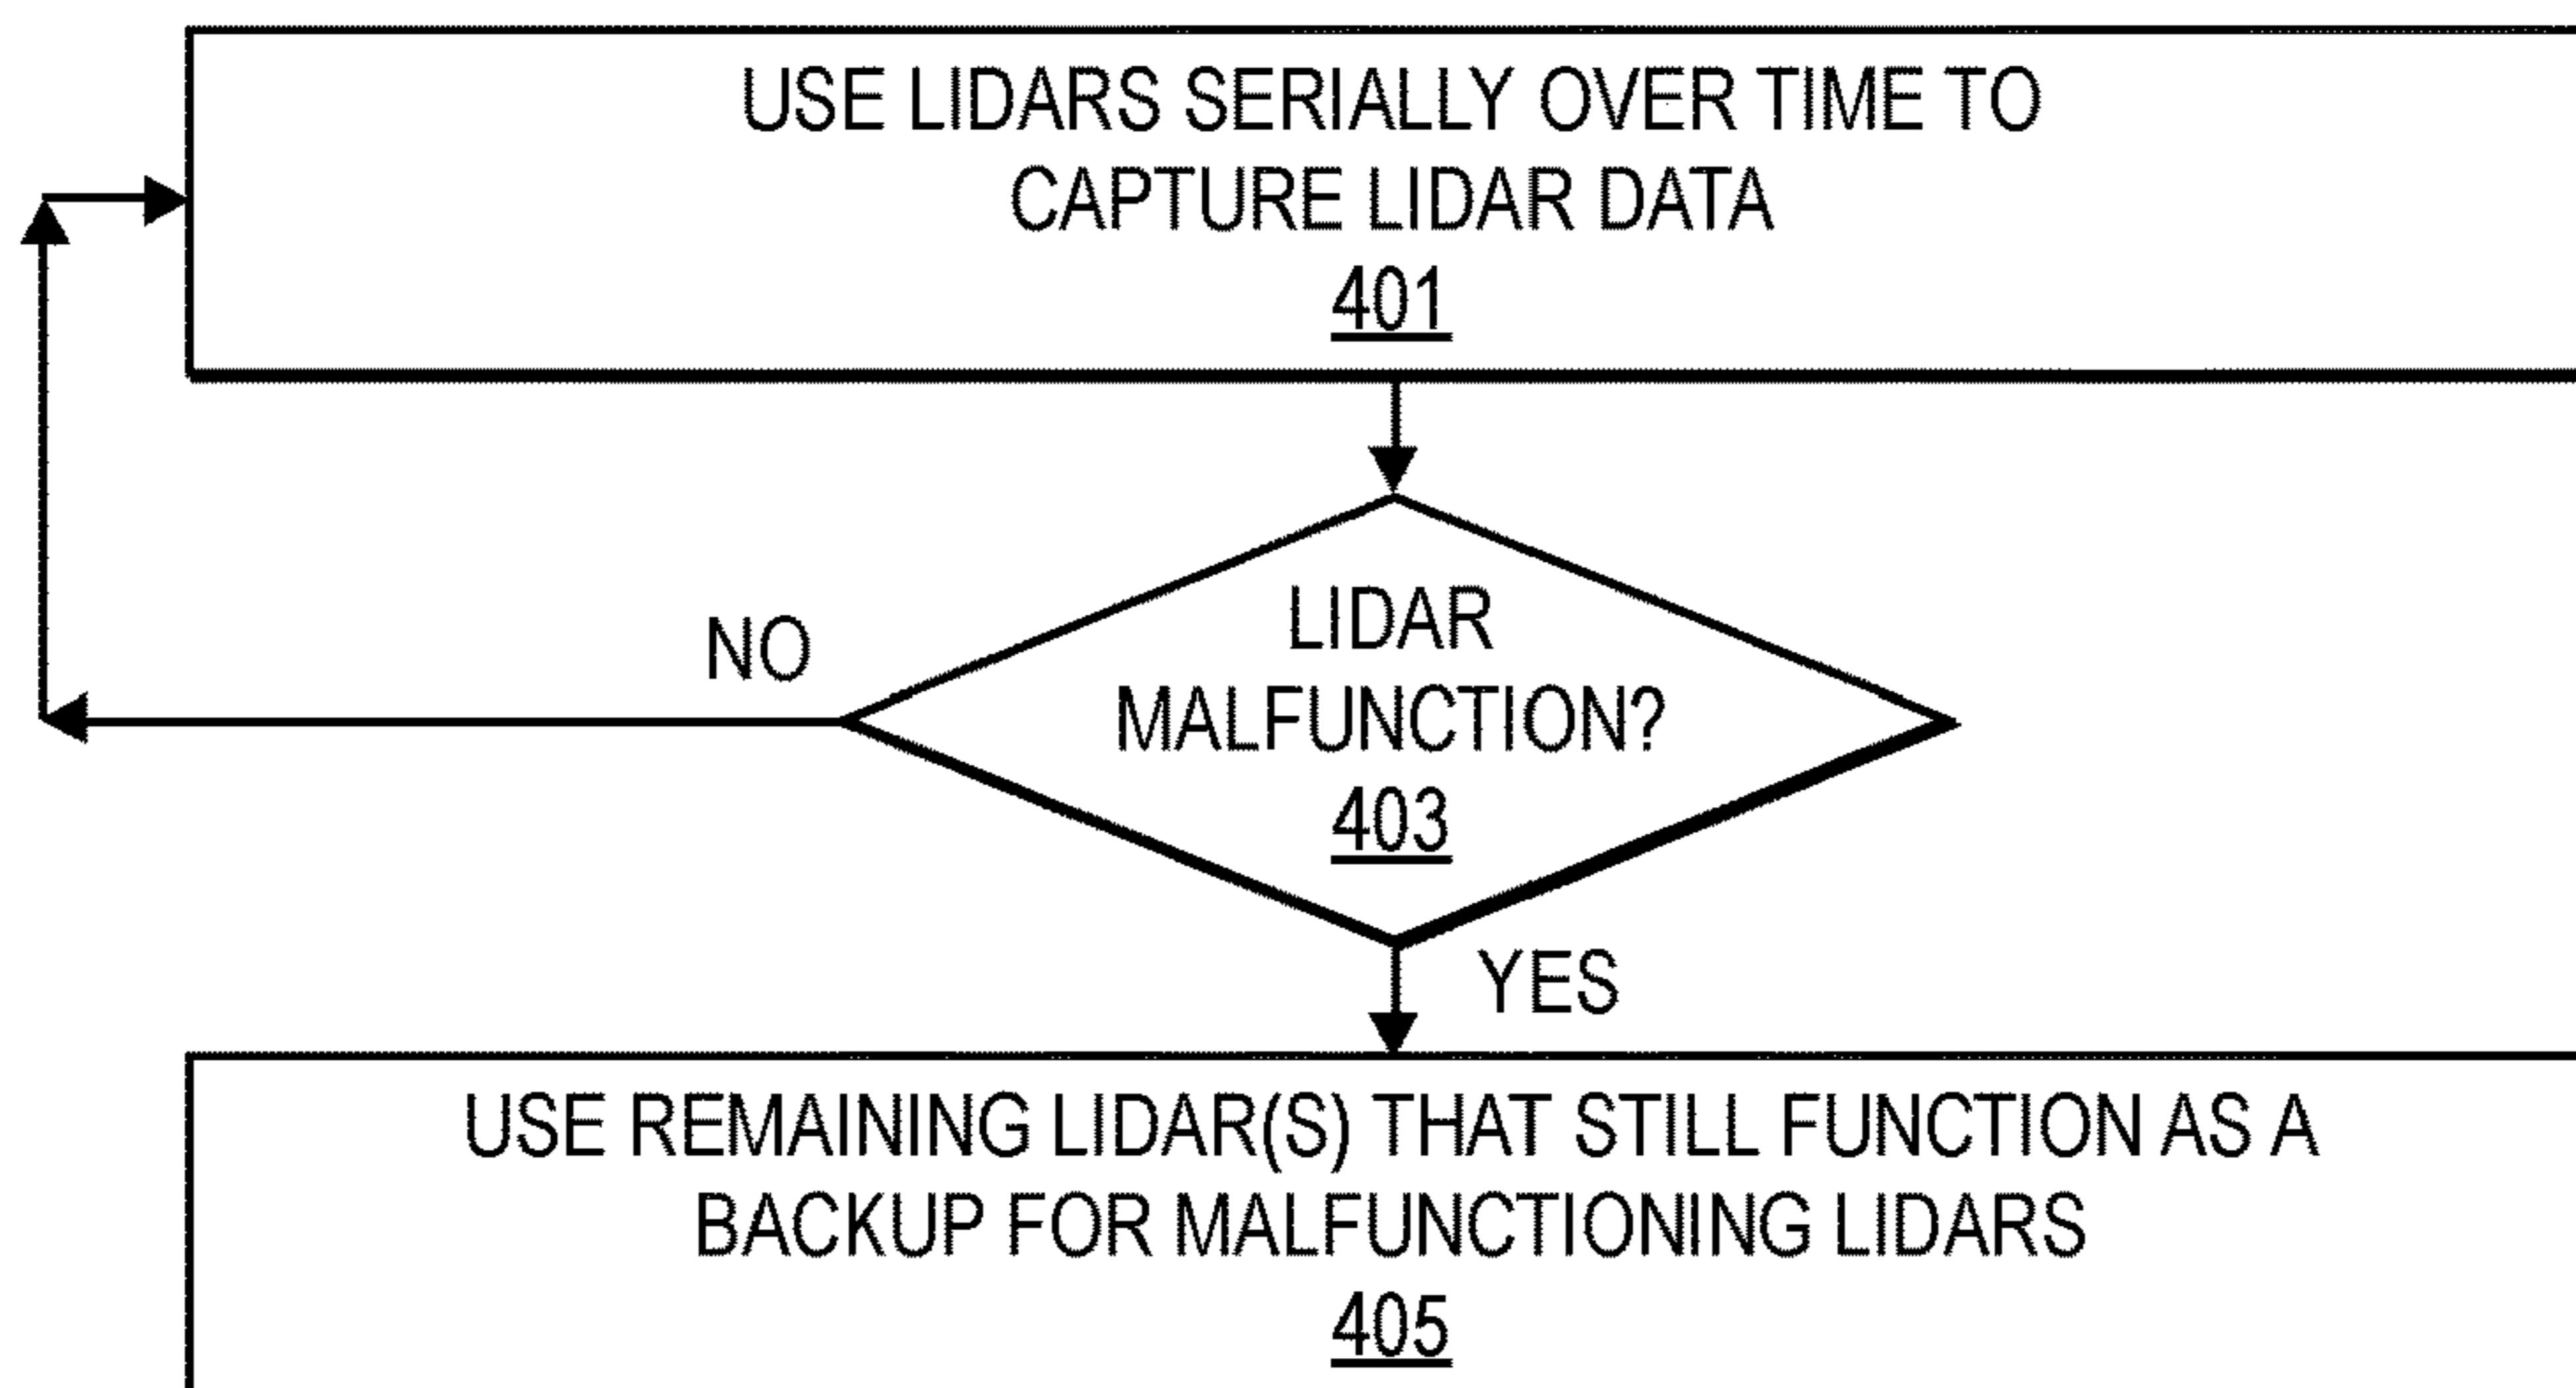 USE LIDARS SERIALLY OVER TIME TO
CAPTURE LIDAR DATA
401
LIDAR
MALFUNCTION?
403
NO
YES
USE REMAINING LIDAR(S) THAT STILL FUNCTION AS A
BACKUP FOR MALFUNCTIONING LIDARS
405